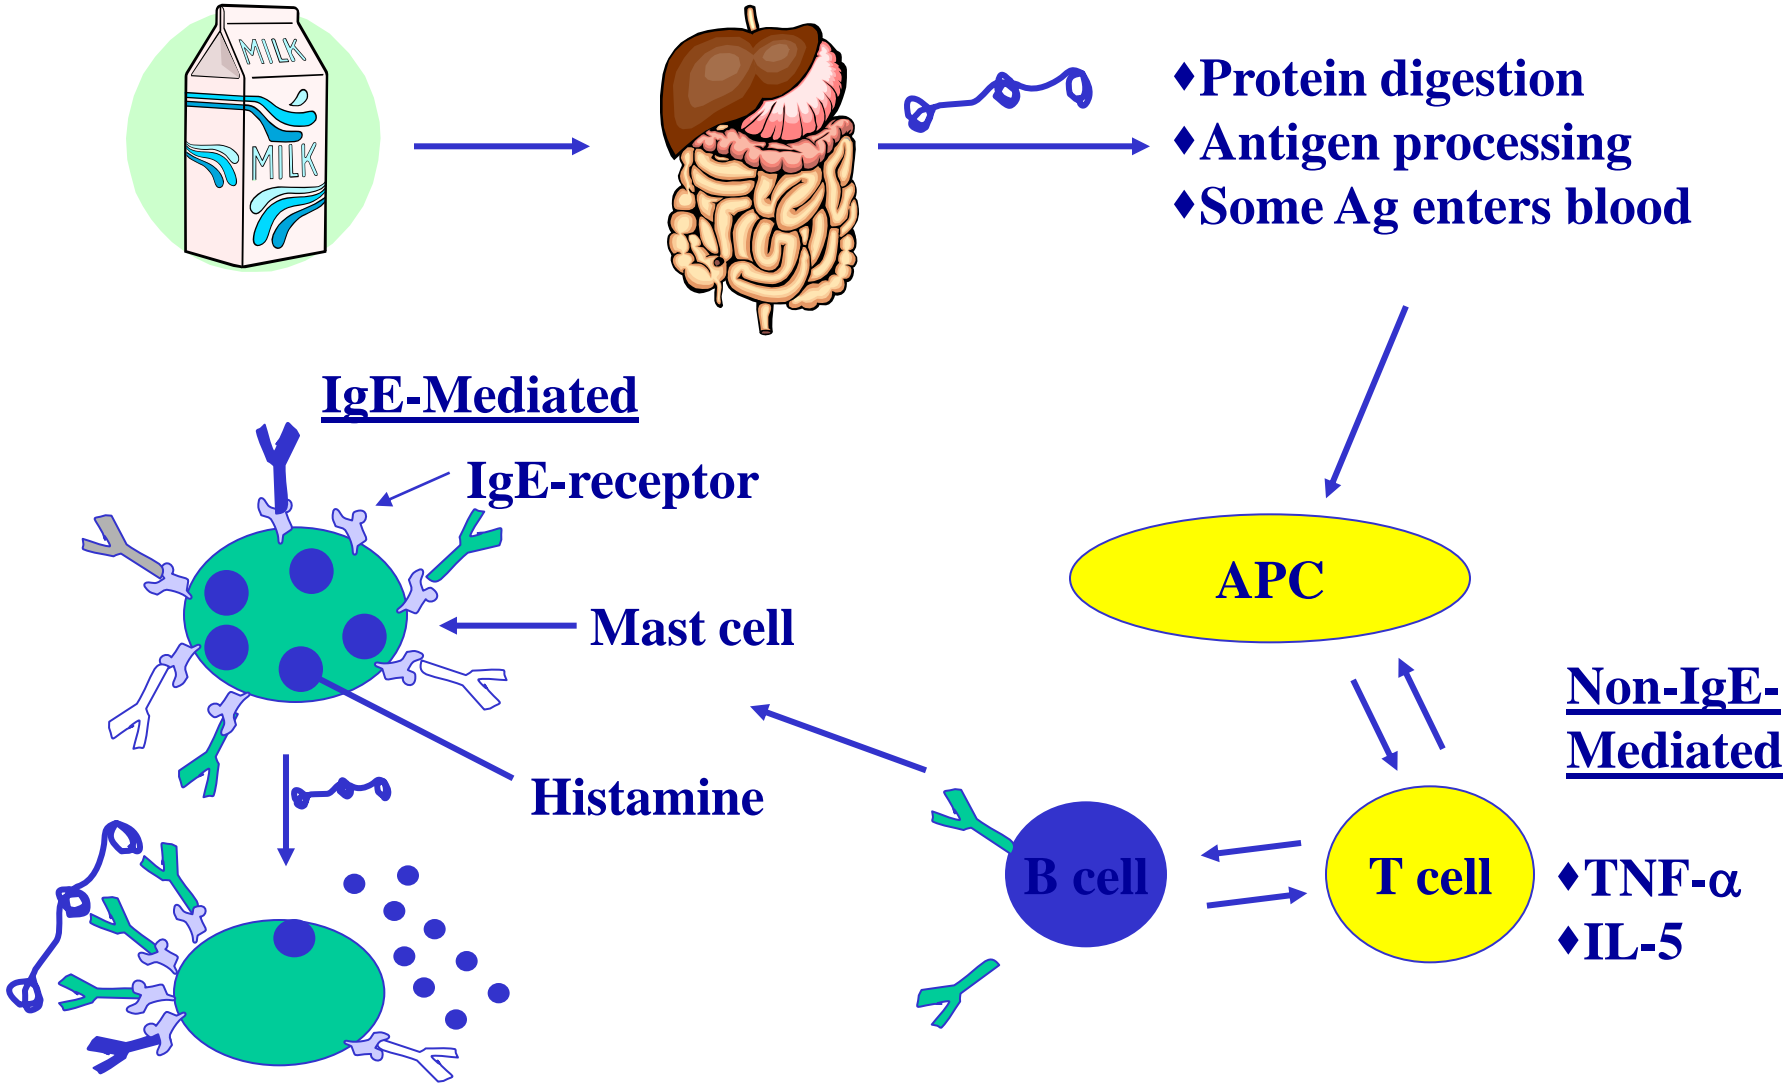 MILK
MILK
♦Protein digestion
♦Antigen processing
♦Some Ag enters blood
IgE-Mediated
IgE-receptor
APC
Mast cell
Non-IgE-
Mediated
Histamine
B cell
T cell
♦TNF-α
♦IL-5